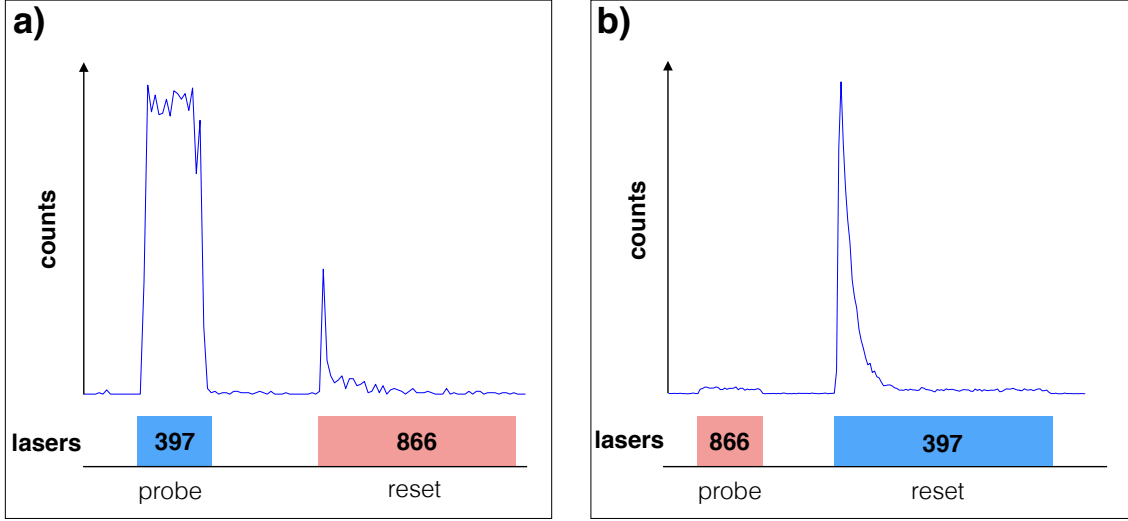 a)
counts
lasers
397
866
probe
reset
b)
counts
lasers
866
397
probe
reset